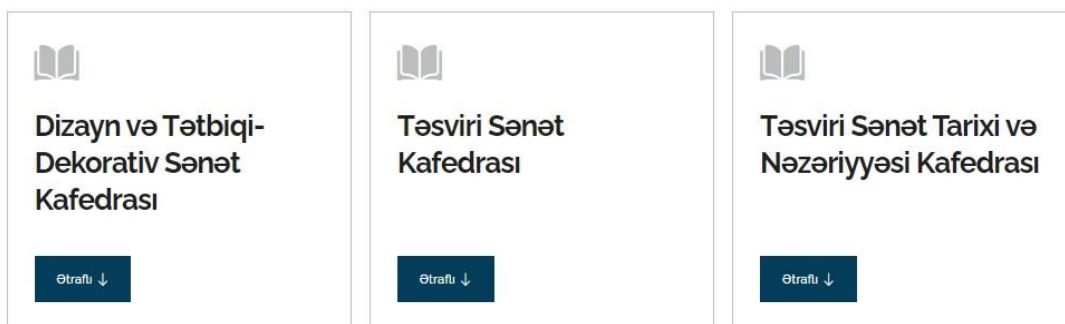 Dizayn və Tətbiqi-
Dekorativ Sənət
Kafedrası
Ətraflı ↓
Təsviri Sənət
Kafedrası
Ətraflı ↓
Təsviri Sənət Tarixi və
Nəzəriyyəsi Kafedrası
Ətraflı ↓